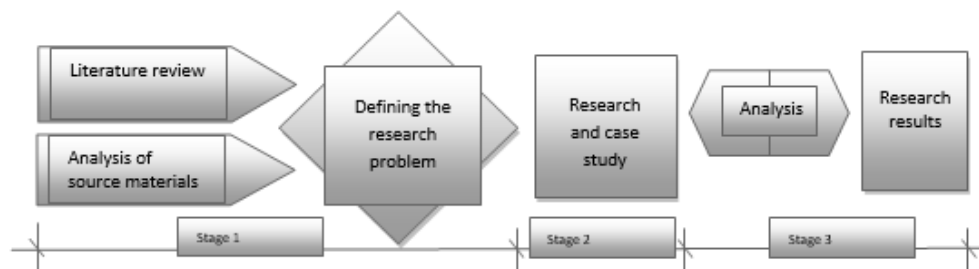 Literature review
Analysis of
source materials
Defining the
research
problem
Research
and case
study
Analysis
Research
results
Stage 1
Stage 2
Stage 3